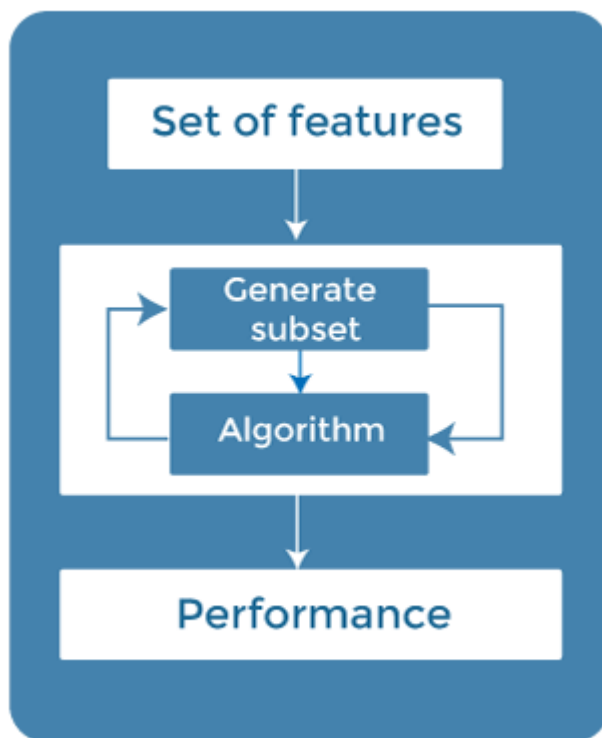 Set of features
Generate
subset
Algorithm
Performance